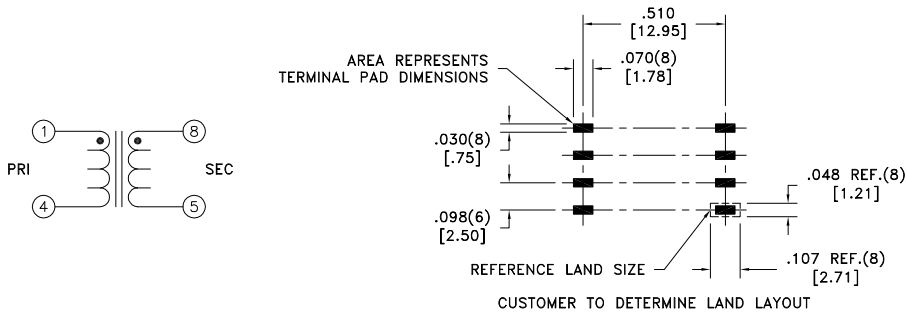 1
4
8
5
PRI
SEC
.510
[12.95]
AREA REPRESENTS
TERMINAL PAD DIMENSIONS
.070(8)
[1.78]
.030(8)
[.75]
.098(6)
[2.50]
.048 REF.(8)
[1.21]
REFERENCE LAND SIZE
.107 REF.(8)
[2.71]
CUSTOMER TO DETERMINE LAND LAYOUT